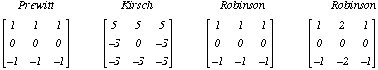 Prewitt Kirsch Robinson Robinson
1 1 1 5 5 5 1 1 1 1 2 1
0 0 0 –3 0 –3 0 0 0 0 0 0
–1 –1 –1 –3 –3 –3 –1 –1 –1 –1 –2 –1